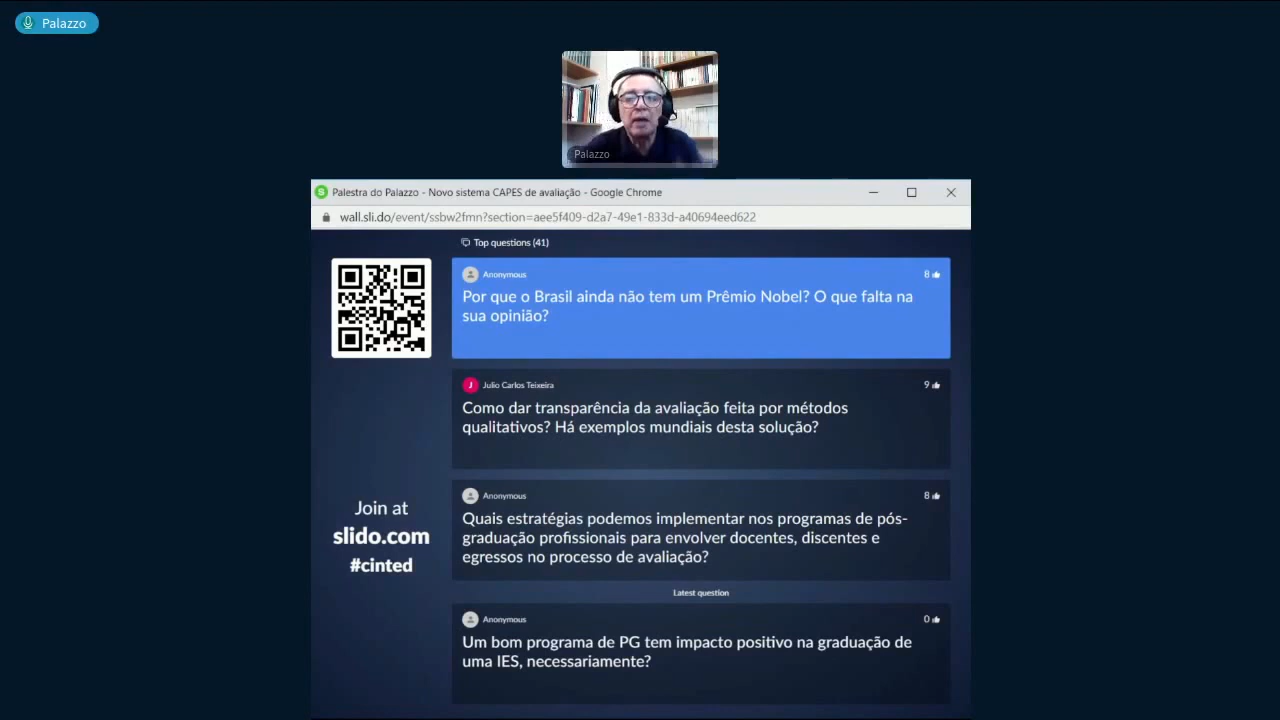 Palazzo
Palazzo
Palestra do Palazzo - Novo sistema CAPES de avaliação - Google Chrome
wall.sli.do/event/ssbw2fmn?section=aee5f409-d2a7-49e1-833d-a40694eed622
Top questions (41)
Anonymous
8
Por que o Brasil ainda não tem um Prêmio Nobel? O que falta na
sua opinião?
J
Julio Carlos Teixeira
9
Como dar transparência da avaliação feita por métodos
qualitativos? Há exemplos mundiais desta solução?
Anonymous
8
Quais estratégias podemos implementar nos programas de pós-
graduação profissionais para envolver docentes, discentes e
egressos no processo de avaliação?
Join at
slido.com
#cinted
Latest question
Anonymous
0
Um bom programa de PG tem impacto positivo na graduação de
uma IES, necessariamente?